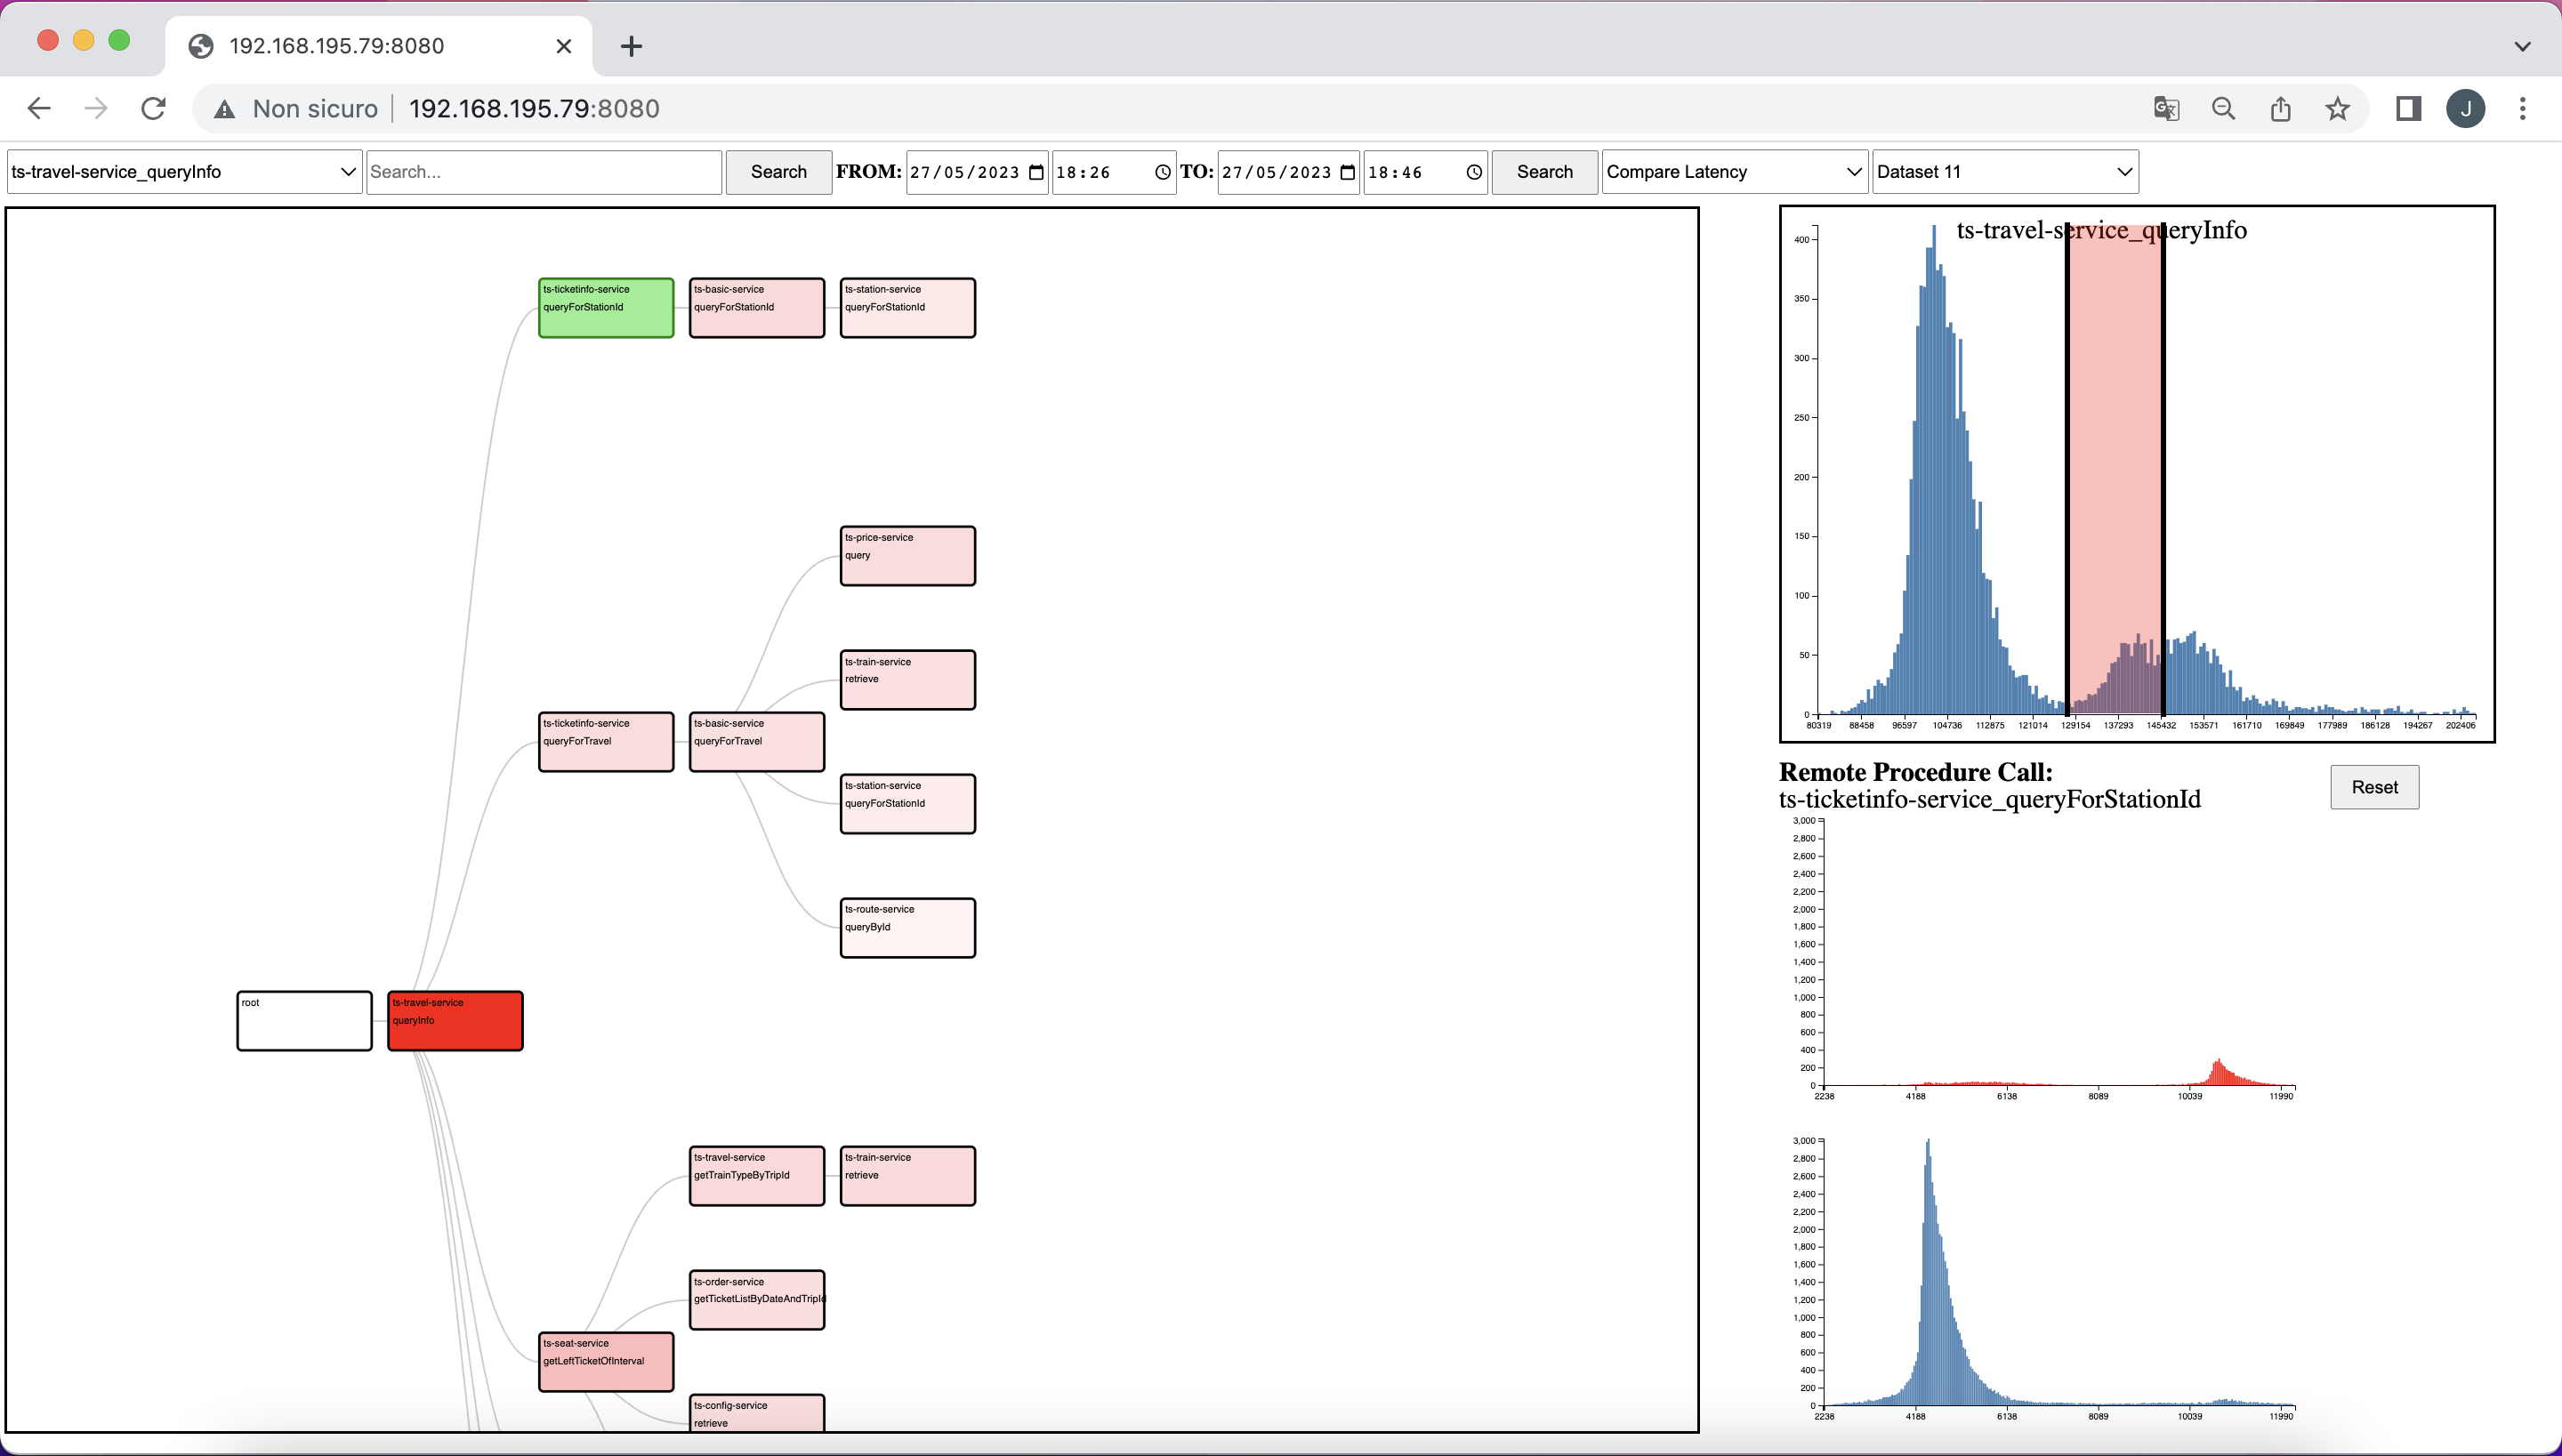 192.168.195.79:8080
Non sicuro 192.168.195.79:8080
J
ts-travel-service_queryInfo Search... Search FROM: 27/05/2023 18:26 TO: 27/05/2023 18:46 Search Compare Latency Dataset 11
ts-ticketinfo-service
queryForStationId
ts-basic-service
queryForStationId
ts-station-service
queryForStationId
ts-price-service
query
ts-train-service
retrieve
ts-ticketinfo-service
queryForTravel
ts-basic-service
queryForTravel
ts-station-service
queryForStationId
ts-route-service
queryById
root
ts-travel-service
queryInfo
ts-travel-service
getTrainTypeByTripId
ts-train-service
retrieve
ts-order-service
getTicketListByDateAndTripId
ts-seat-service
getLeftTicketOfInterval
ts-config-service
retrieve
ts-travel-service_queryInfo
400
350
300
250
200
150
100
50
0
80319 88458 96597 104736 112875 121014 129154 137293 145432 153571 161710 169849 177989 186128 194267 202406
Remote Procedure Call:
ts-ticketinfo-service_queryForStationId
Reset
3,000
2,800
2,600
2,400
2,200
2,000
1,800
1,600
1,400
1,200
1,000
800
600
400
200
0
2238 4188 6138 8089 10039 11990
3,000
2,800
2,600
2,400
2,200
2,000
1,800
1,600
1,400
1,200
1,000
800
600
400
200
0
2238 4188 6138 8089 10039 11990